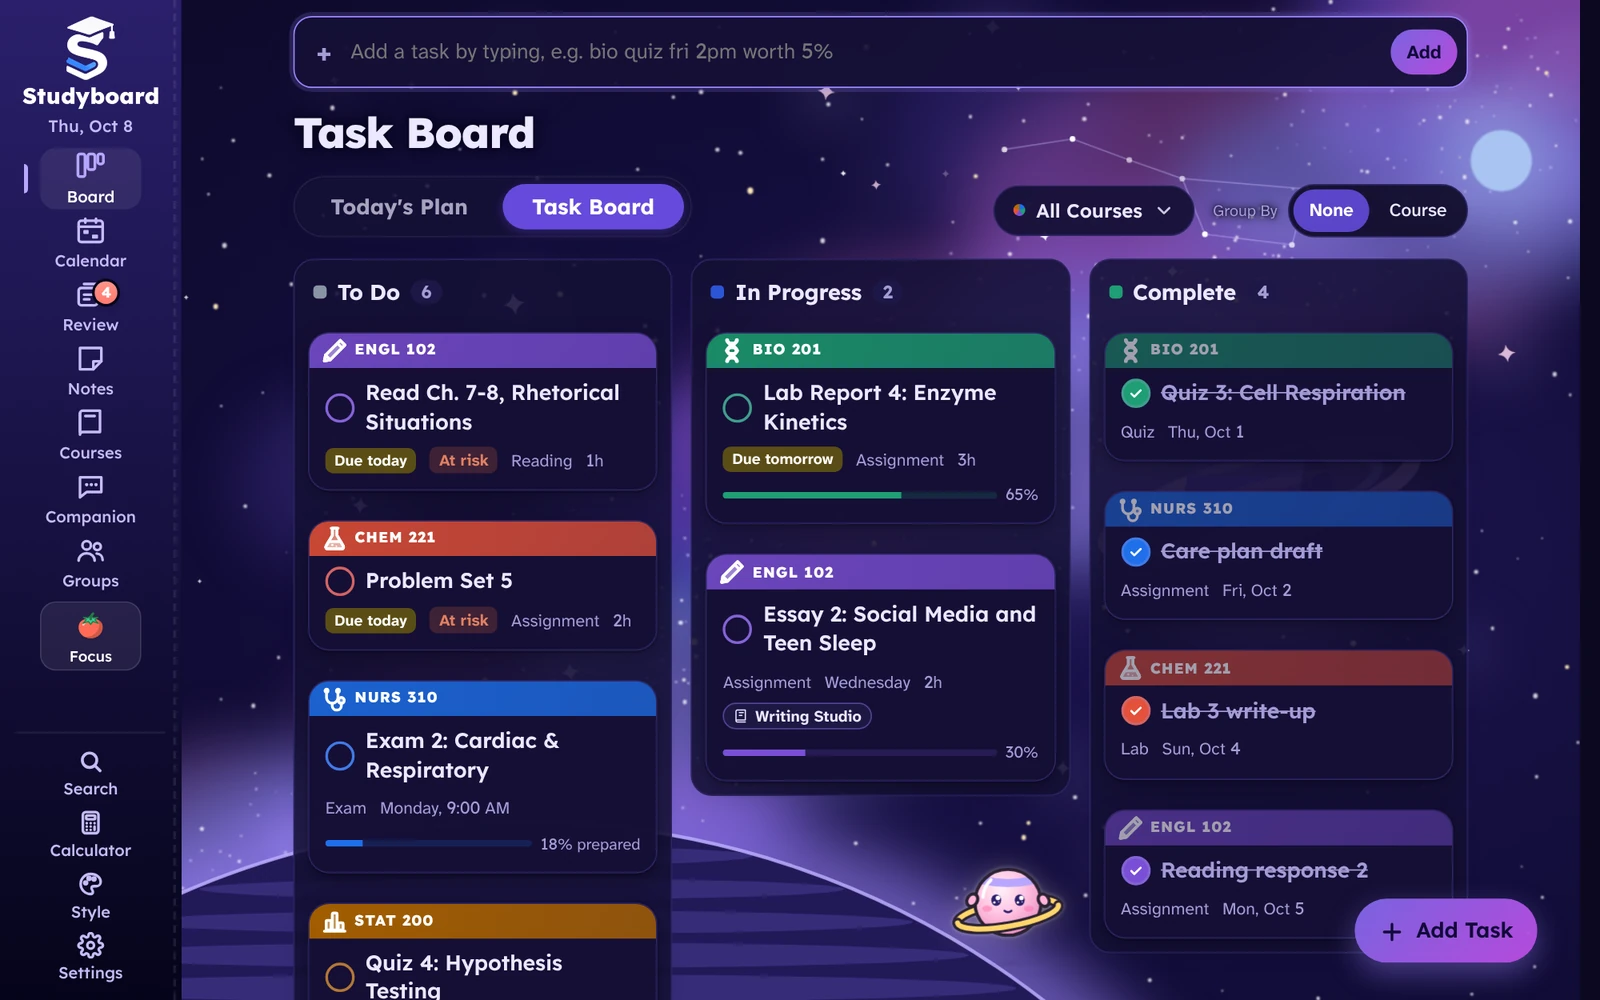 Studyboard
Thu, Oct 8
Board
Calendar
4
Review
Notes
Courses
Companion
Groups
Focus
Search
Calculator
Style
Settings
+ Add a task by typing, e.g. bio quiz fri 2pm worth 5%
Add
Task Board
Today's Plan
Task Board
All Courses
Group By
None
Course
To Do 6
ENGL 102
Read Ch. 7-8, Rhetorical
Situations
Due today At risk Reading 1h
CHEM 221
Problem Set 5
Due today At risk Assignment 2h
NURS 310
Exam 2: Cardiac &
Respiratory
Exam Monday, 9:00 AM
18% prepared
STAT 200
Quiz 4: Hypothesis
Testing
In Progress 2
BIO 201
Lab Report 4: Enzyme
Kinetics
Due tomorrow Assignment 3h
65%
ENGL 102
Essay 2: Social Media and
Teen Sleep
Assignment Wednesday 2h
Writing Studio
30%
Complete 4
BIO 201
Quiz 3: Cell Respiration
Quiz Thu, Oct 1
NURS 310
Care plan draft
Assignment Fri, Oct 2
CHEM 221
Lab 3 write-up
Lab Sun, Oct 4
ENGL 102
Reading response 2
Assignment Mon, Oct 5
+ Add Task